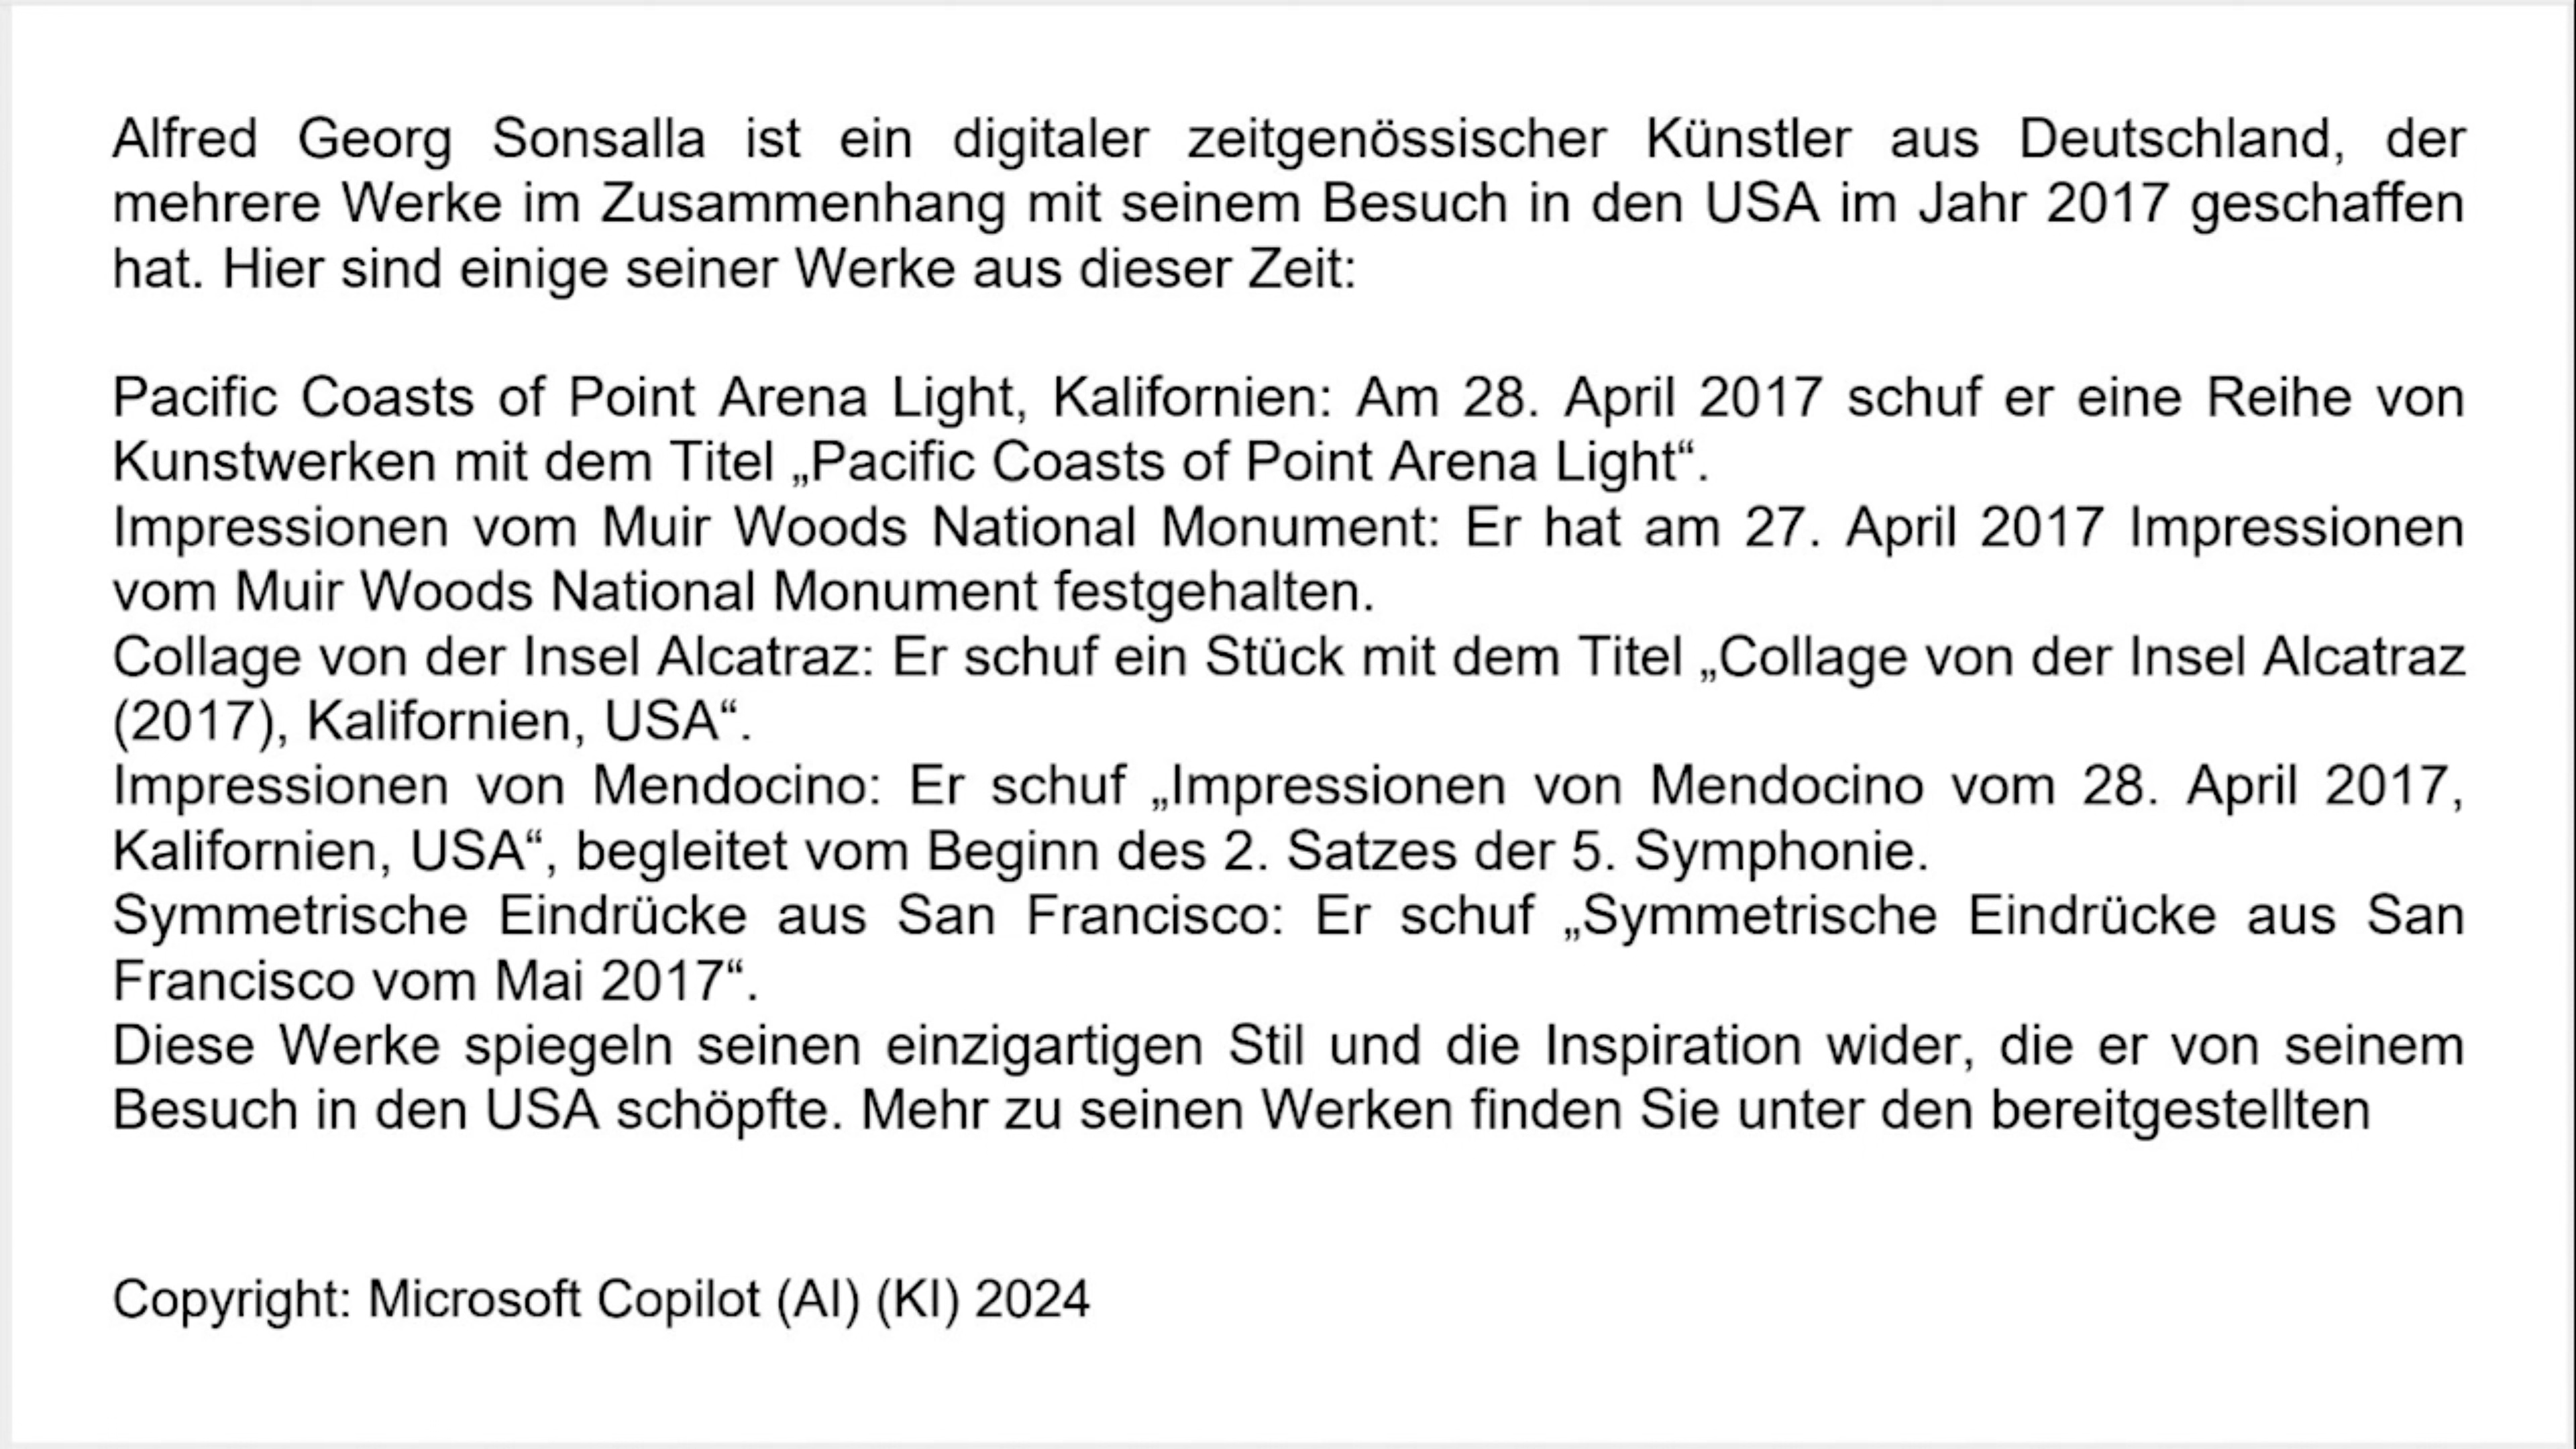 Alfred Georg Sonsalla ist ein digitaler zeitgenössischer Künstler aus Deutschland, der
mehrere Werke im Zusammenhang mit seinem Besuch in den USA im Jahr 2017 geschaffen
hat. Hier sind einige seiner Werke aus dieser Zeit:
Pacific Coasts of Point Arena Light, Kalifornien: Am 28. April 2017 schuf er eine Reihe von
Kunstwerken mit dem Titel „Pacific Coasts of Point Arena Light“.
Impressionen vom Muir Woods National Monument: Er hat am 27. April 2017 Impressionen
vom Muir Woods National Monument festgehalten.
Collage von der Insel Alcatraz: Er schuf ein Stück mit dem Titel „Collage von der Insel Alcatraz
(2017), Kalifornien, USA“.
Impressionen von Mendocino: Er schuf „Impressionen von Mendocino vom 28. April 2017,
Kalifornien, USA“, begleitet vom Beginn des 2. Satzes der 5. Symphonie.
Symmetrische Eindrücke aus San Francisco: Er schuf „Symmetrische Eindrücke aus San
Francisco vom Mai 2017“.
Diese Werke spiegeln seinen einzigartigen Stil und die Inspiration wider, die er von seinem
Besuch in den USA schöpfte. Mehr zu seinen Werken finden Sie unter den bereitgestellten
Copyright: Microsoft Copilot (AI) (KI) 2024